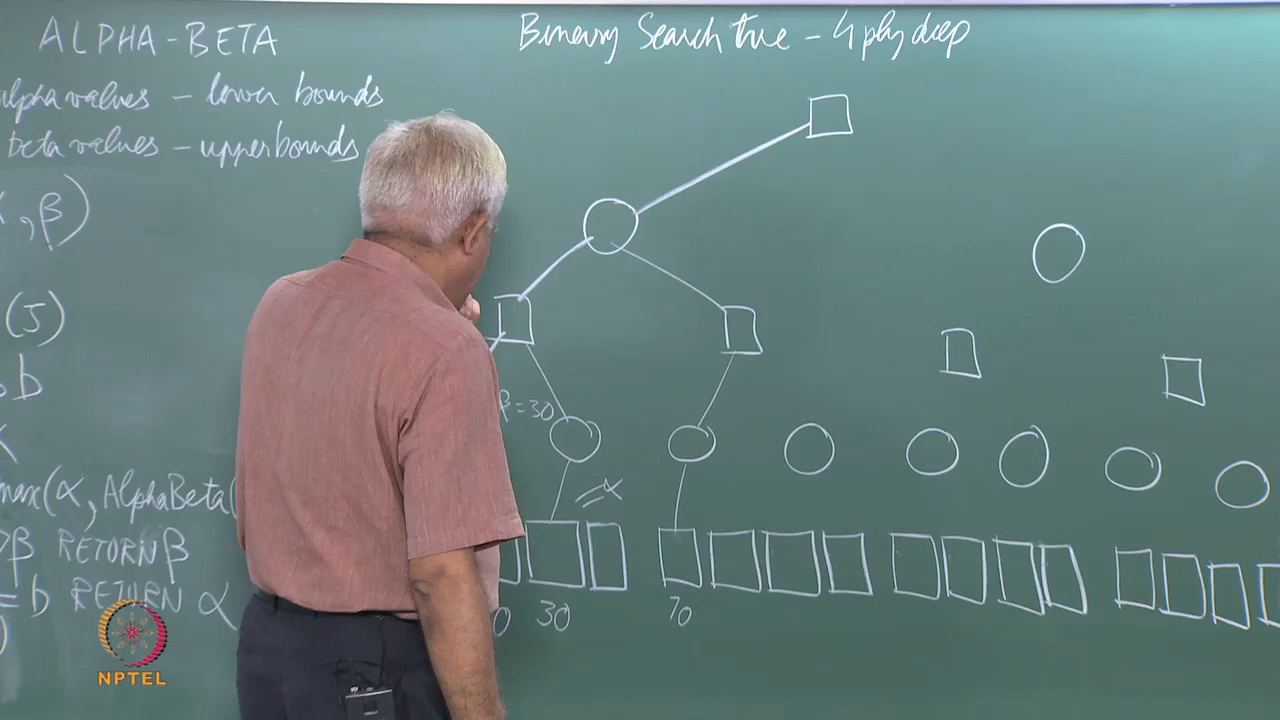 ALPHA-BETA
alpha values - lower bounds
beta values - upper bounds
, β)
(J)
b
max(α, AlphaBeta(
>β RETURN β
= b RETURN α
)
Binary Search tree - 4 ply deep
= 30
α
0
30
70
NPTEL